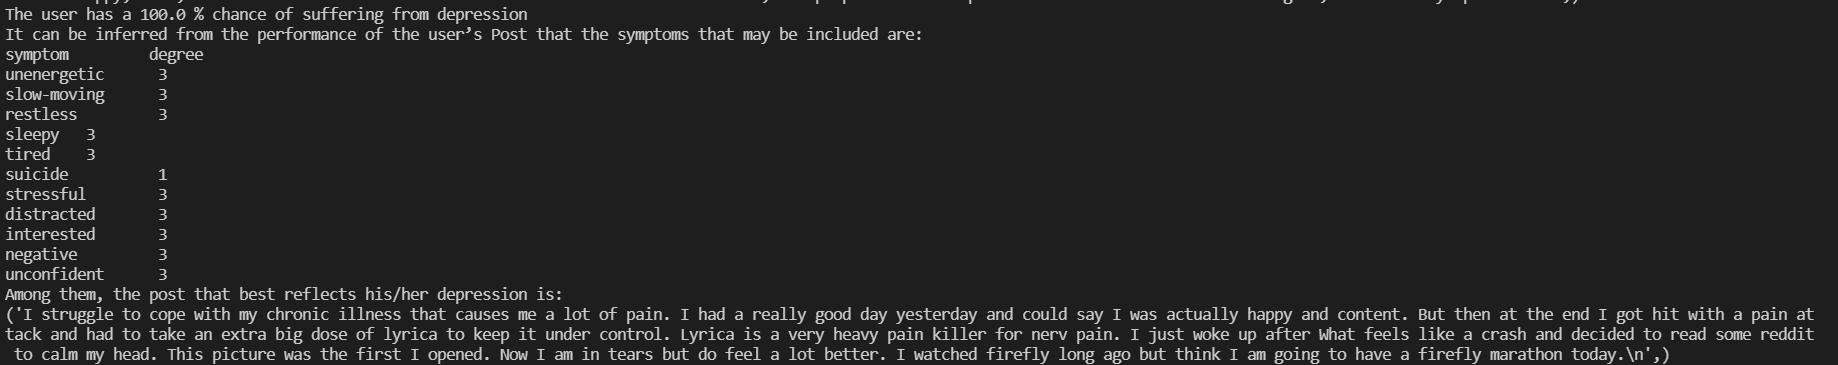 The user has a 100.0 % chance of suffering from depression
It can be inferred from the performance of the user’s Post that the symptoms that may be included are:
symptom degree
unenergetic 3
slow-moving 3
restless 3
sleepy 3
tired 3
suicide 1
stressful 3
distracted 3
interested 3
negative 3
unconfident 3
Among them, the post that best reflects his/her depression is:
('I struggle to cope with my chronic illness that causes me a lot of pain. I had a really good day yesterday and could say I was actually happy and content. But then at the end I got hit with a pain at
tack and had to take an extra big dose of lyrica to keep it under control. Lyrica is a very heavy pain killer for nerv pain. I just woke up after What feels like a crash and decided to read some reddit
to calm my head. This picture was the first I opened. Now I am in tears but do feel a lot better. I watched firefly long ago but think I am going to have a firefly marathon today.\n',)